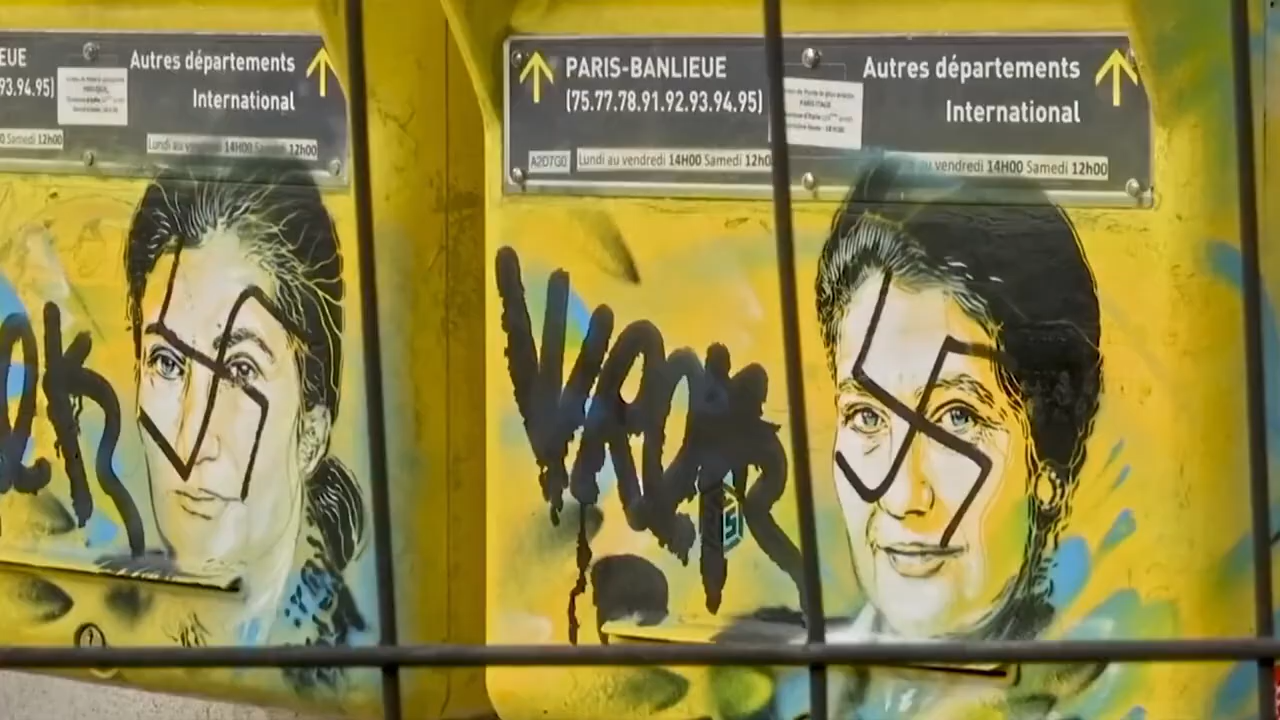 EUE
93.94.95)
Samedi 12h00
Autres départements
International
Lundi au vendredi 14H00 Samedi 12h00
PARIS-BANLIEUE
(75.77.78.91.92.93.94.95)
A2D7G0
Lundi au vendredi 14H00 Samedi 12h0
Autres départements
International
au vendredi 14H00 Samedi 12h00